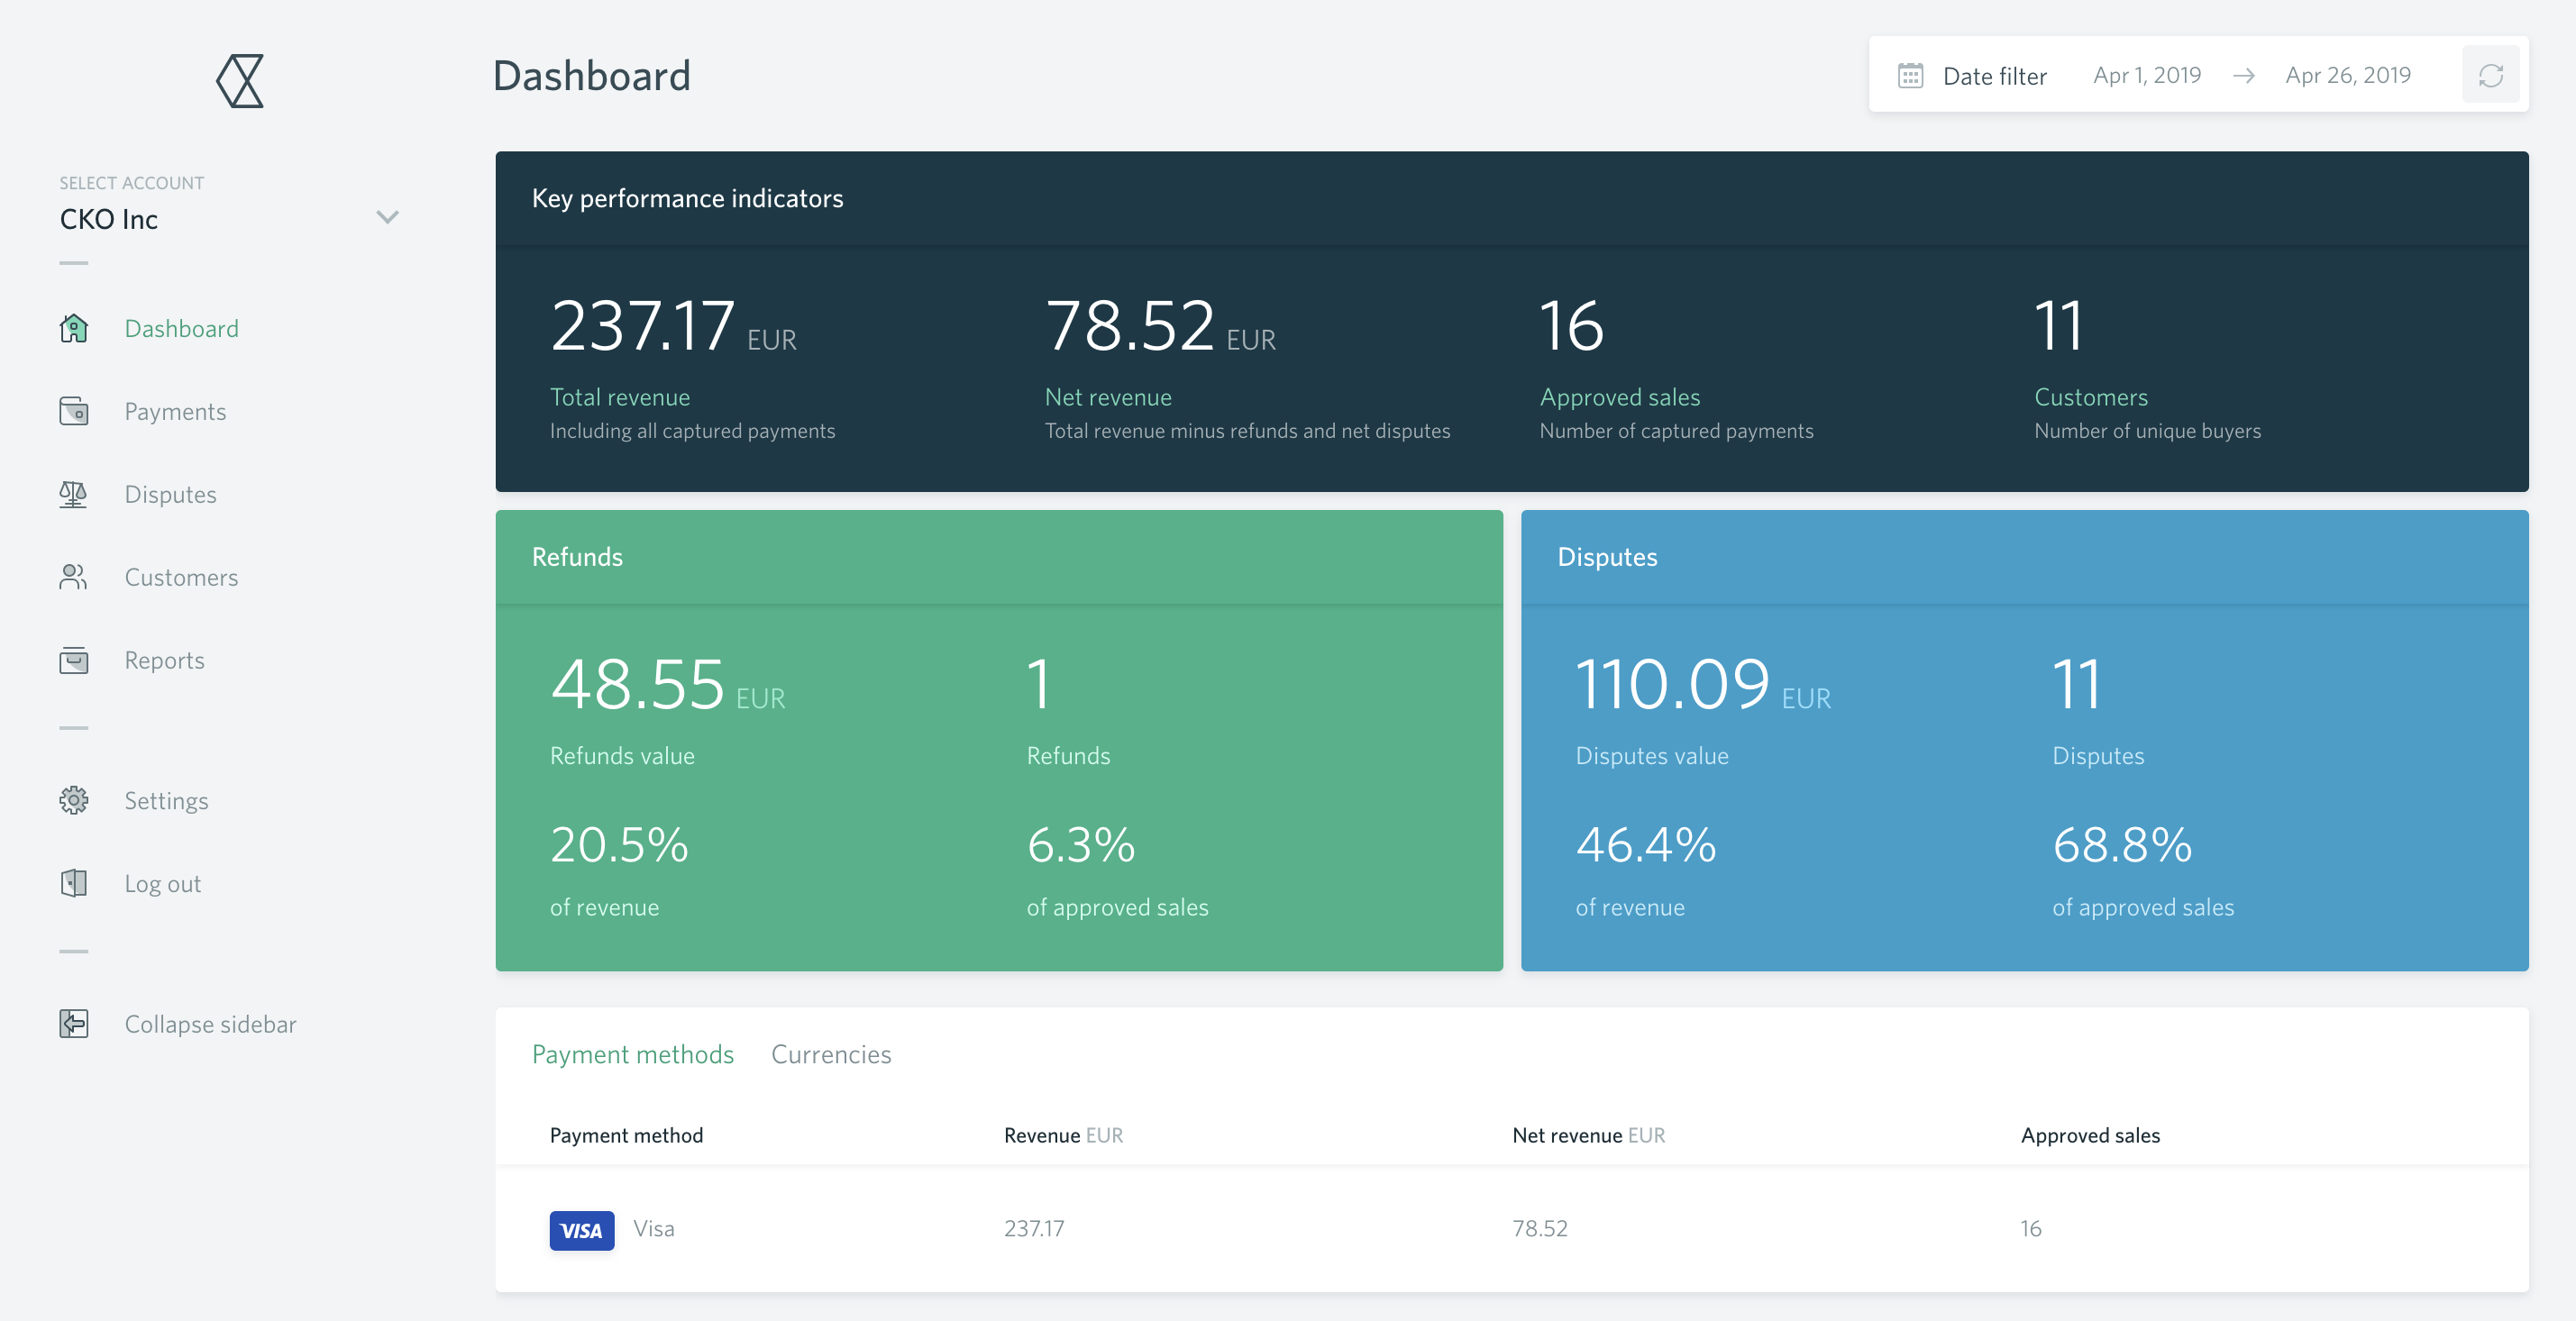 Dashboard
Date filter Apr 1, 2019 → Apr 26, 2019
SELECT ACCOUNT
CKO Inc
Dashboard
Payments
Disputes
Customers
Reports
Settings
Log out
Collapse sidebar
Key performance indicators
237.17 EUR
Total revenue
Including all captured payments
78.52 EUR
Net revenue
Total revenue minus refunds and net disputes
16
Approved sales
Number of captured payments
11
Customers
Number of unique buyers
Refunds
48.55 EUR
Refunds value
1
Refunds
20.5%
of revenue
6.3%
of approved sales
Disputes
110.09 EUR
Disputes value
11
Disputes
46.4%
of revenue
68.8%
of approved sales
Payment methods Currencies
Payment method Revenue EUR Net revenue EUR Approved sales
VISA Visa 237.17 78.52 16